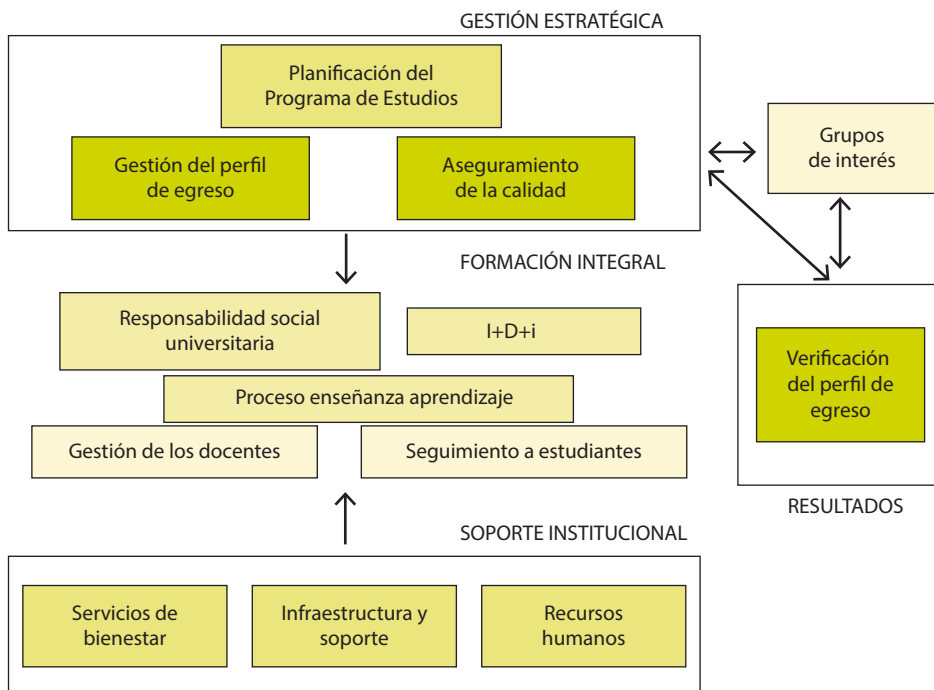 GESTIÓN ESTRATÉGICA
Planificación del
Programa de Estudios
Gestión del perfil
de egreso
Aseguramiento
de la calidad
Grupos
de interés
FORMACIÓN INTEGRAL
Responsabilidad social
universitaria
I+D+i
Proceso enseñanza aprendizaje
Gestión de los docentes
Seguimiento a estudiantes
Verificación
del perfil de
egreso
RESULTADOS
SOPORTE INSTITUCIONAL
Servicios de
bienestar
Infraestructura y
soporte
Recursos
humanos